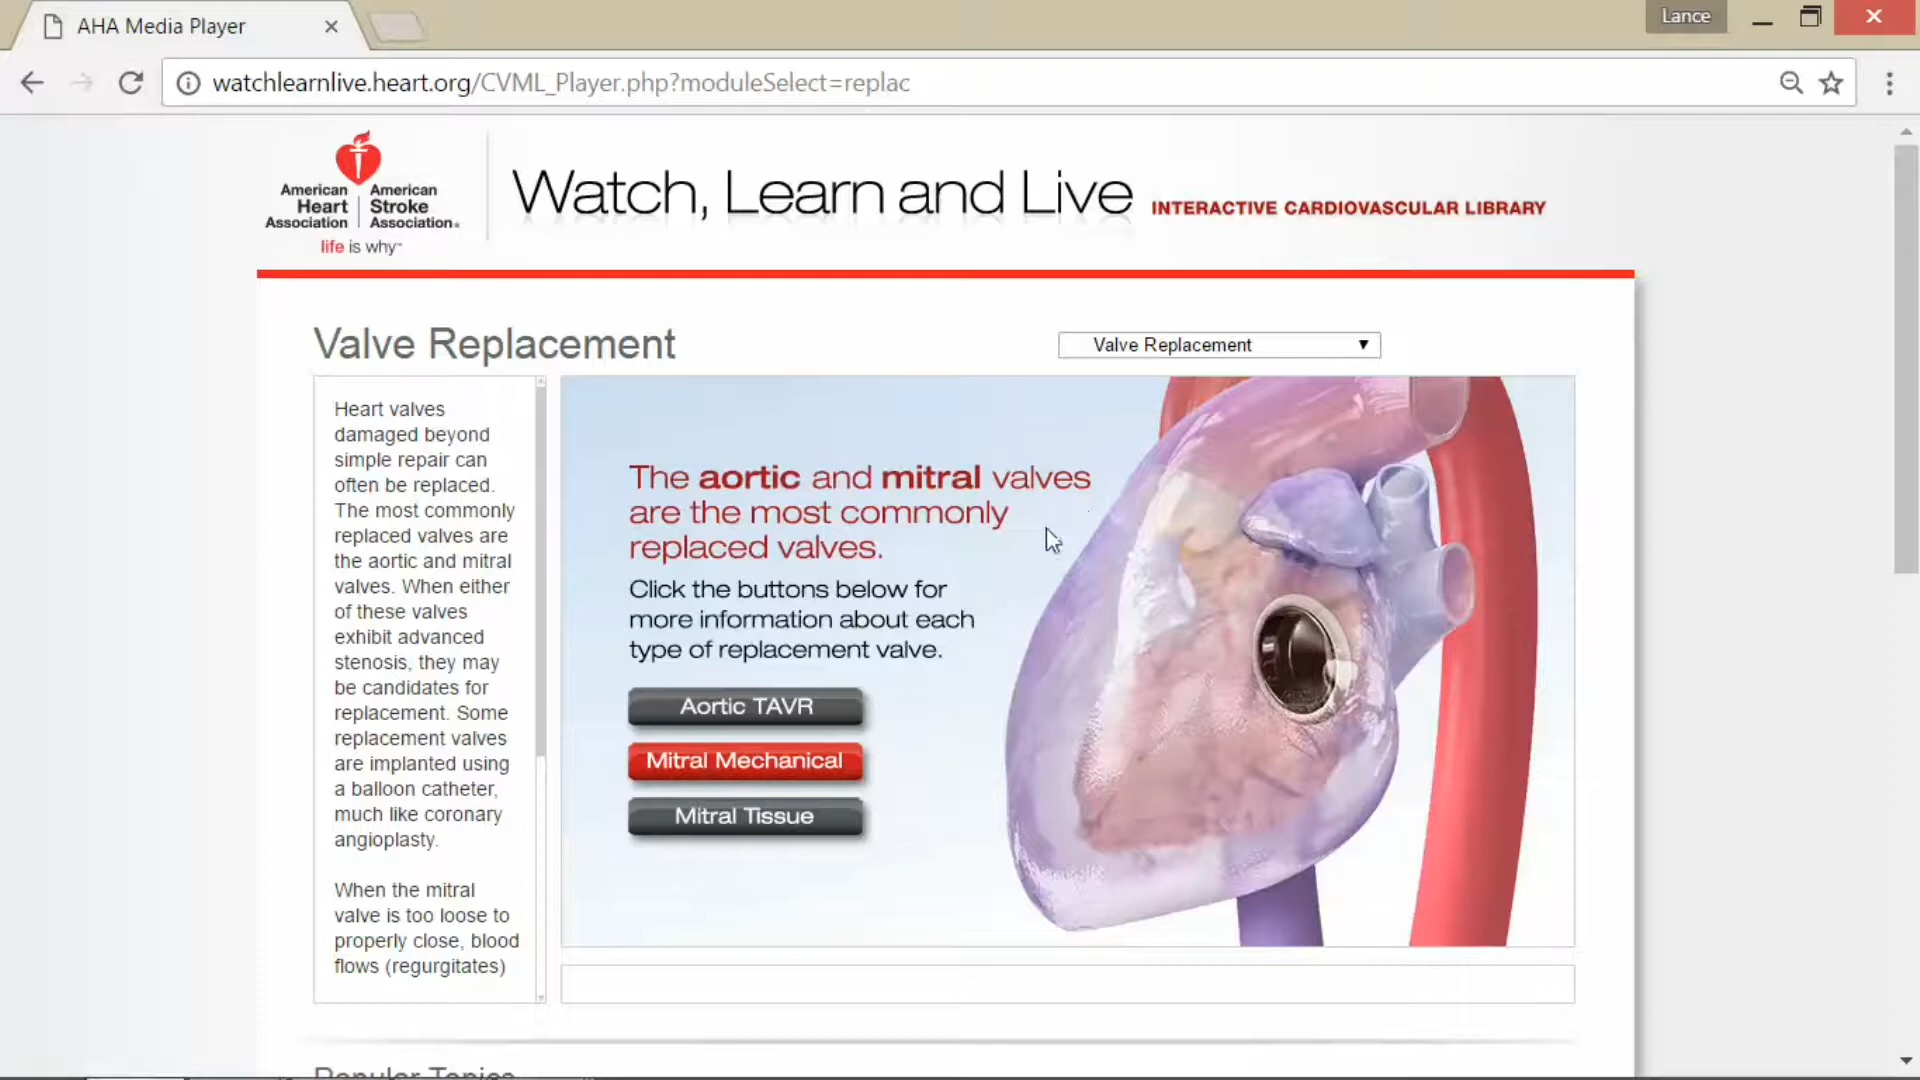 AHA Media Player
Lance
watchlearnlive.heart.org/CVML_Player.php?moduleSelect=replac
American Heart Association
American Stroke Association®
life is why™
Watch, Learn and Live INTERACTIVE CARDIOVASCULAR LIBRARY
Valve Replacement
Valve Replacement
Heart valves
damaged beyond
simple repair can
often be replaced.
The most commonly
replaced valves are
the aortic and mitral
valves. When either
of these valves
exhibit advanced
stenosis, they may
be candidates for
replacement. Some
replacement valves
are implanted using
a balloon catheter,
much like coronary
angioplasty.
When the mitral
valve is too loose to
properly close, blood
flows (regurgitates)
The aortic and mitral valves
are the most commonly
replaced valves.
Click the buttons below for
more information about each
type of replacement valve.
Aortic TAVR
Mitral Mechanical
Mitral Tissue
Popular Topics